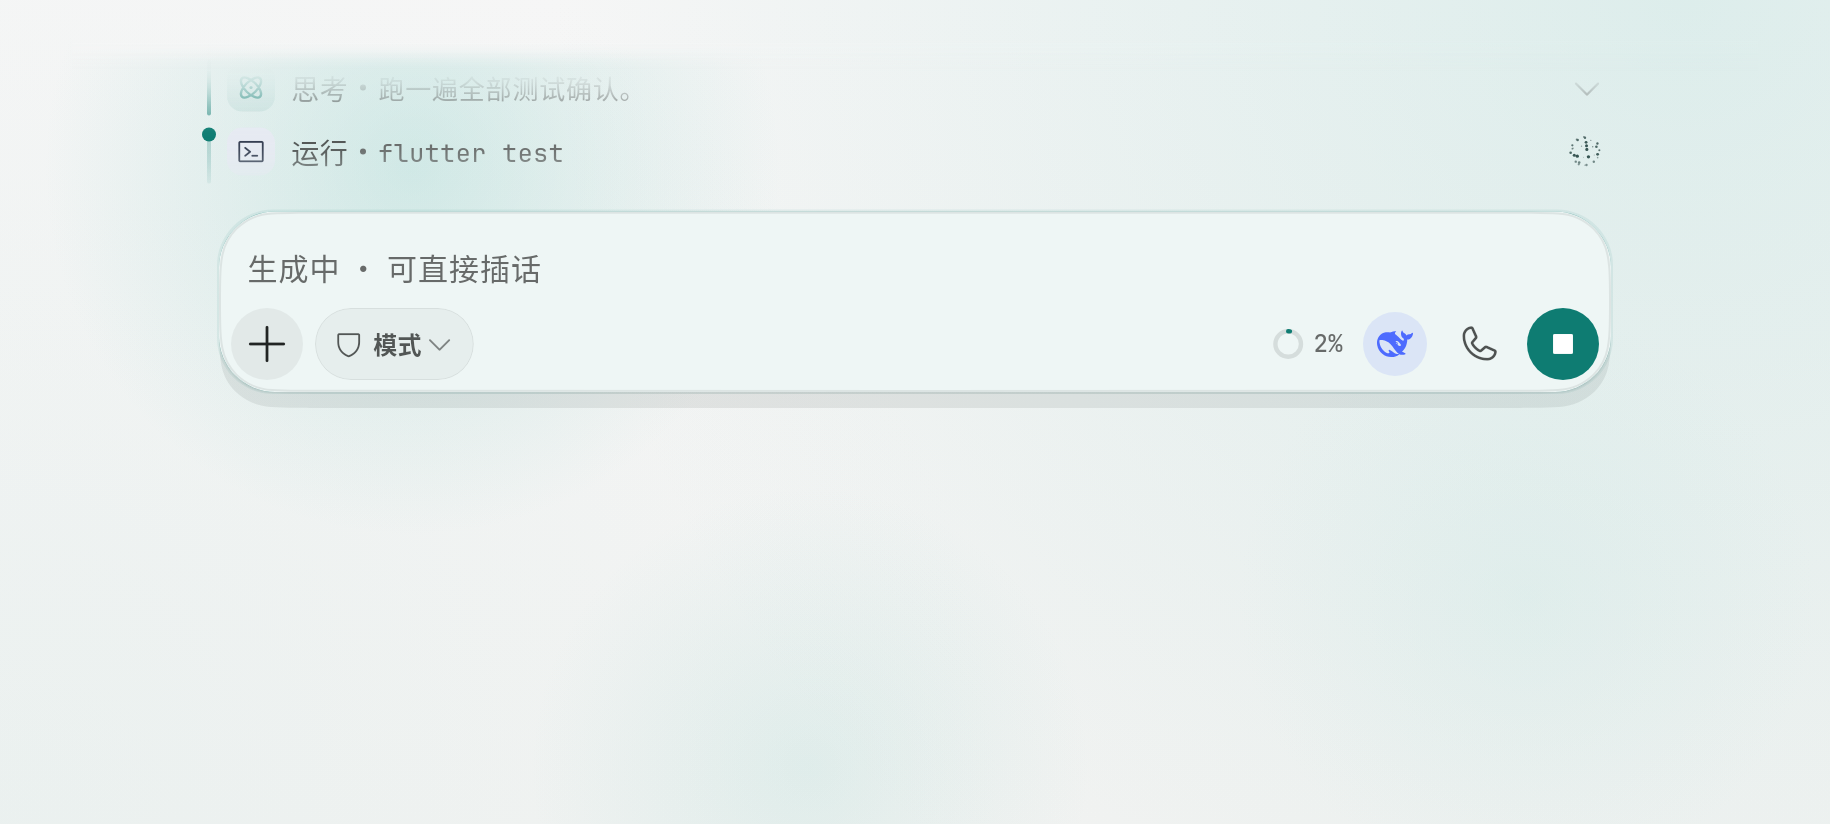 思考・跑一遍全部测试确认。
运行・flutter test
生成中 · 可直接插话
模式
2%